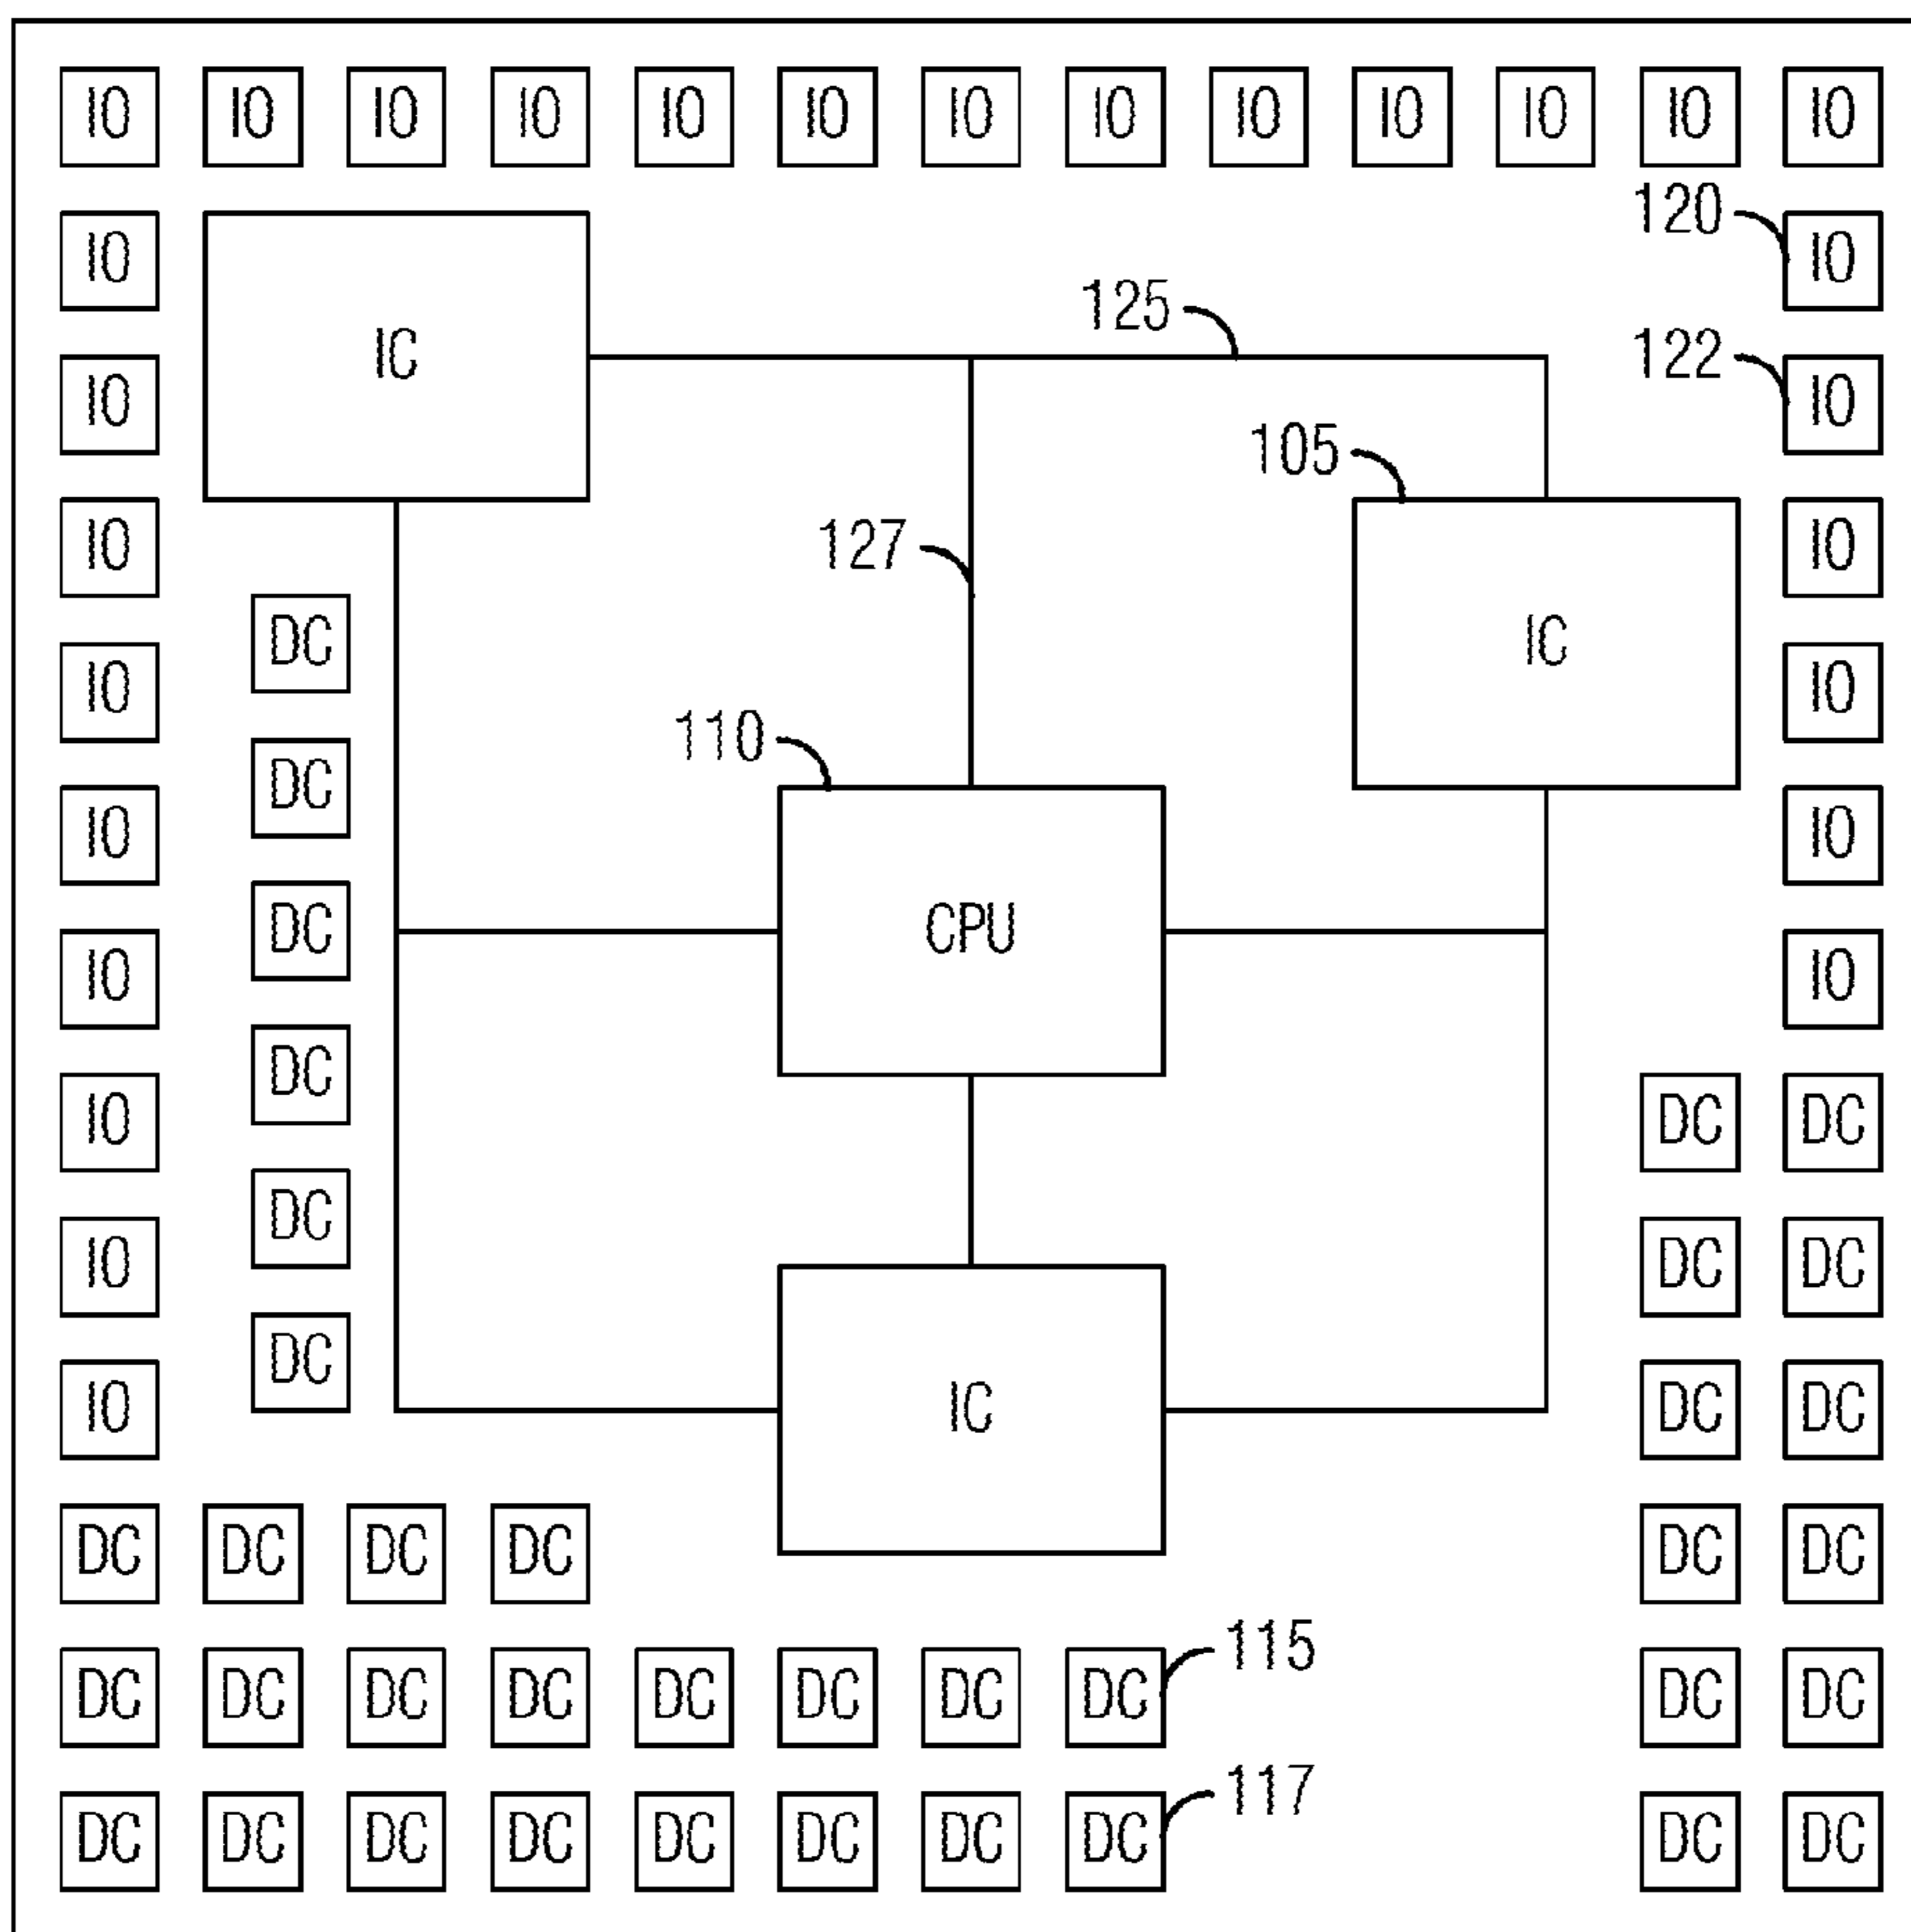 IO IO IO IO IO IO IO IO IO IO IO IO IO
120
IO IO
125
IC
122
IO IO
105
127
IO IO
DC
IC
IO IO
110
DC
IO IO
DC
CPU
IO IO
DC
IO DC DC
DC
IO DC DC
DC
IO IC DC DC
DC DC DC DC DC DC
115
DC DC DC DC DC DC DC DC DC DC
117
DC DC DC DC DC DC DC DC DC DC